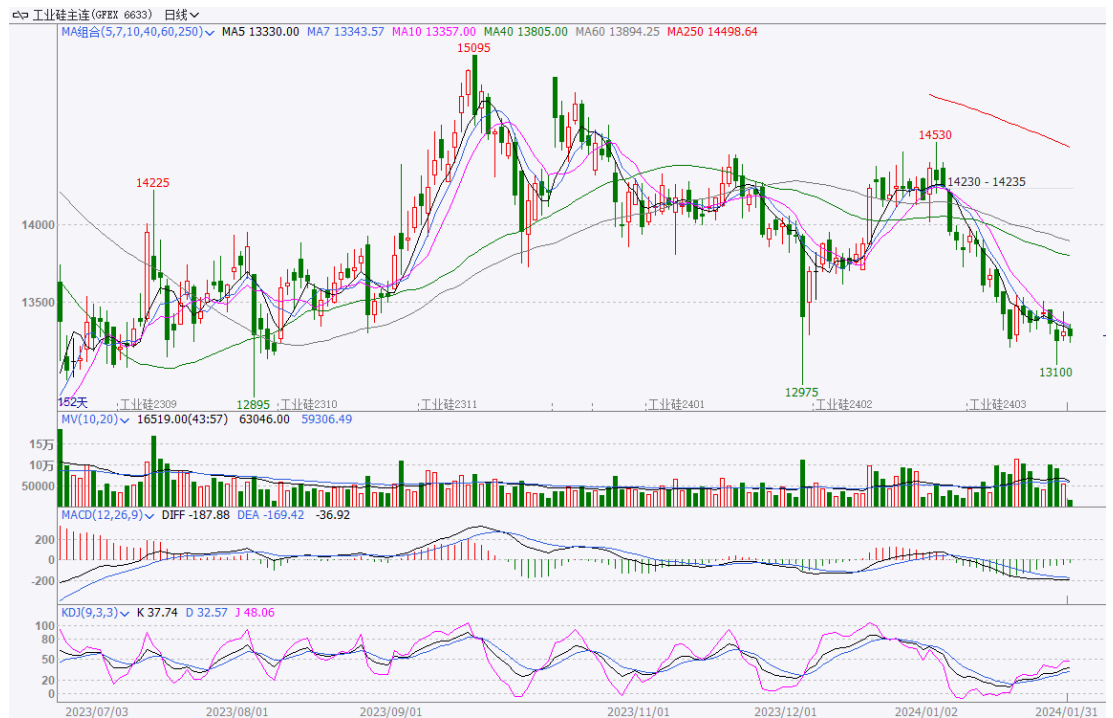 工业硅主连(GFEX 6633) 日线
MA组合(5,7,10,40,60,250) MA5 13330.00 MA7 13343.57 MA10 13357.00 MA40 13805.00 MA60 13894.25 MA250 14498.64
15095
14530
14225
14230 - 14235
14000
13500
13100
12975
12895
152天 工业硅2309 工业硅2310 工业硅2311 工业硅2401 工业硅2402 工业硅2403
MV(10,20) 16519.00(43:57) 63046.00 59306.49
15万
10万
50000
MACD(12,26,9) DIFF -187.88 DEA -169.42 -36.92
200
0
-200
KDJ(9,3,3) K 37.74 D 32.57 J 48.06
100
80
50
20
0
2023/07/03 2023/08/01 2023/09/01 2023/11/01 2023/12/01 2024/01/02 2024/01/31